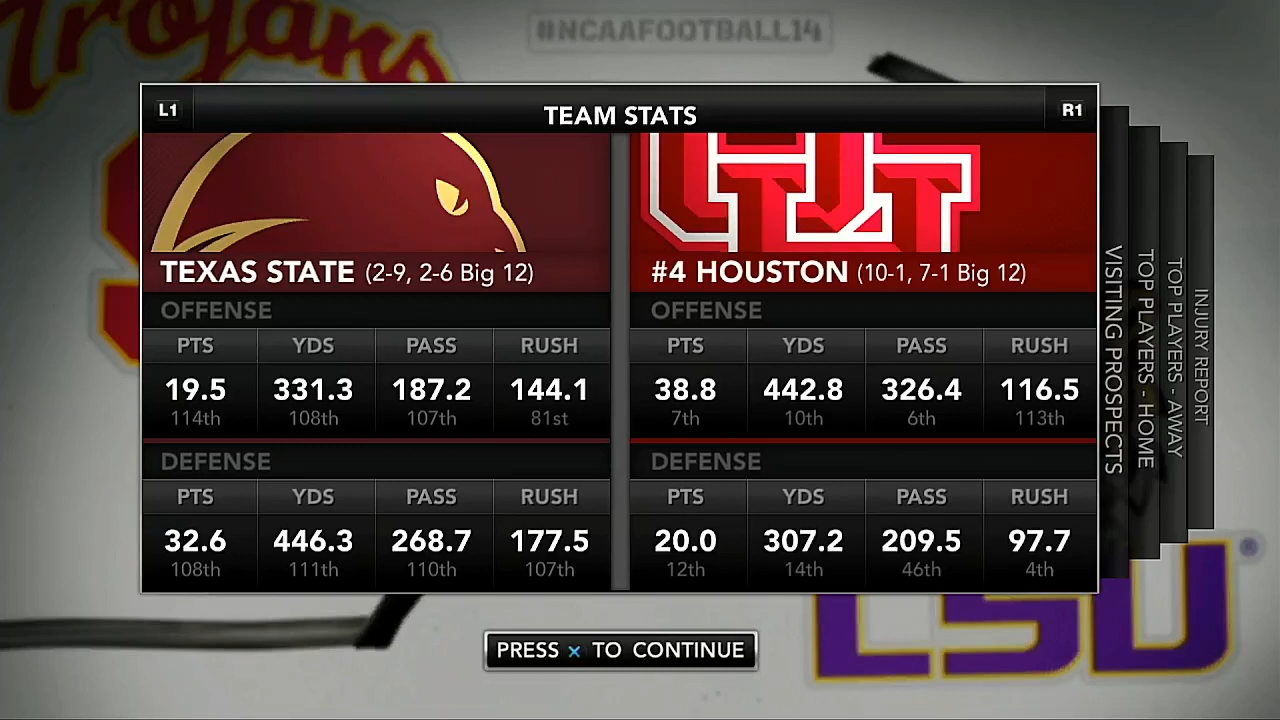 Trojans
#NCAAFOOTBALL14
L1
TEAM STATS
R1
TEXAS STATE (2-9, 2-6 Big 12)
OFFENSE
PTS YDS PASS RUSH
19.5 331.3 187.2 144.1
114th 108th 107th 81st
DEFENSE
PTS YDS PASS RUSH
32.6 446.3 268.7 177.5
108th 111th 110th 107th
UH
#4 HOUSTON (10-1, 7-1 Big 12)
OFFENSE
PTS YDS PASS RUSH
38.8 442.8 326.4 116.5
7th 10th 6th 113th
DEFENSE
PTS YDS PASS RUSH
20.0 307.2 209.5 97.7
12th 14th 46th 4th
VISITING PROSPECTS
TOP PLAYERS - HOME
TOP PLAYERS - AWAY
INJURY REPORT
LSU®
PRESS × TO CONTINUE